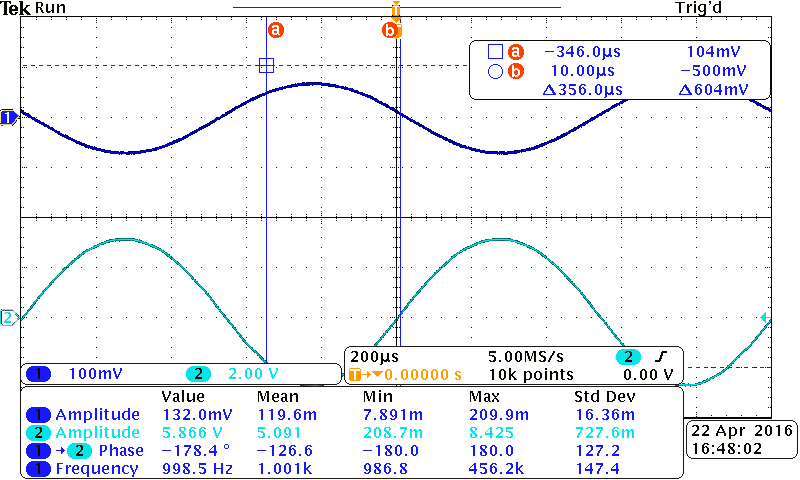 Tek Run Trig'd
T
a b
a −346.0µs 104mV
b 10.00µs −500mV
Δ356.0µs Δ604mV
1
2
1 100mV 2 2.00 V
200µs 5.00MS/s 2
T→▼0.00000 s 10k points 0.00 V
Value Mean Min Max Std Dev
1 Amplitude 132.0mV 119.6m 7.891m 209.9m 16.36m
2 Amplitude 5.866 V 5.091 208.7m 8.425 727.6m
1 → 2 Phase −178.4 ° −126.6 −180.0 180.0 127.2
1 Frequency 998.5 Hz 1.001k 986.8 456.2k 147.4
22 Apr 2016
16:48:02